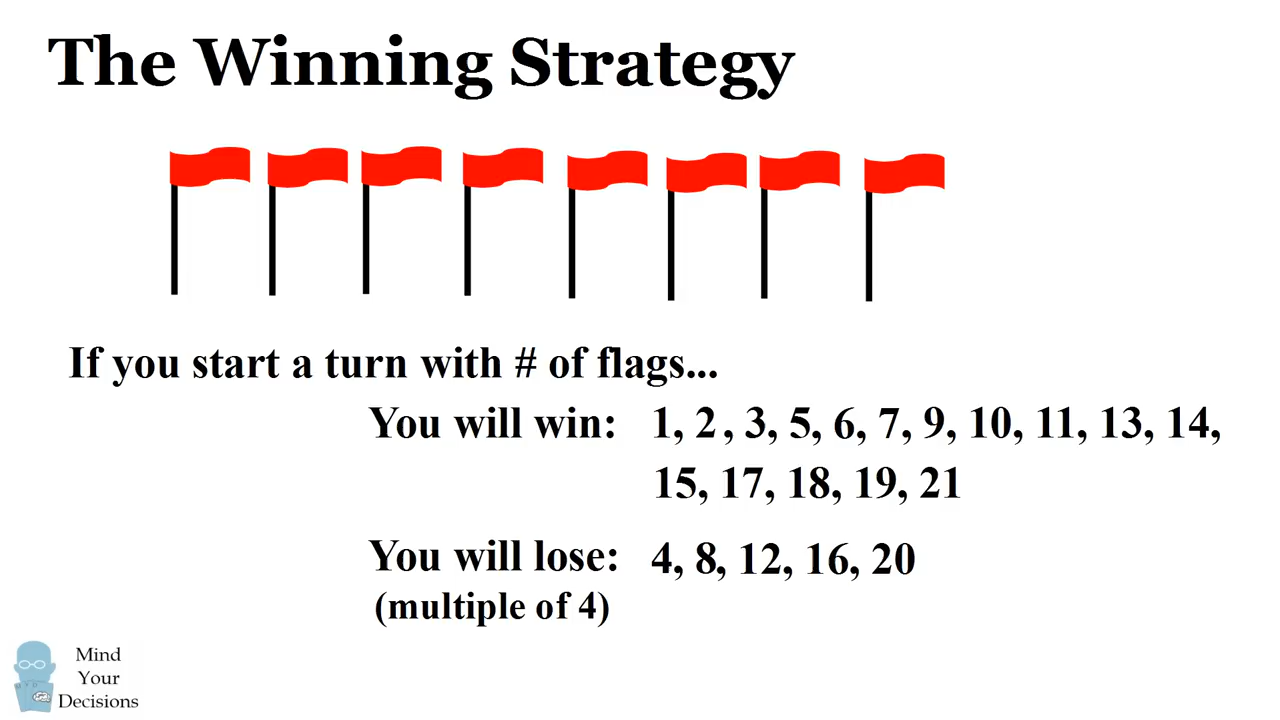 The Winning Strategy
If you start a turn with # of flags...
You will win: 1, 2 , 3, 5, 6, 7, 9, 10, 11, 13, 14,
15, 17, 18, 19, 21
You will lose: 4, 8, 12, 16, 20
(multiple of 4)
Mind
Your
Decisions